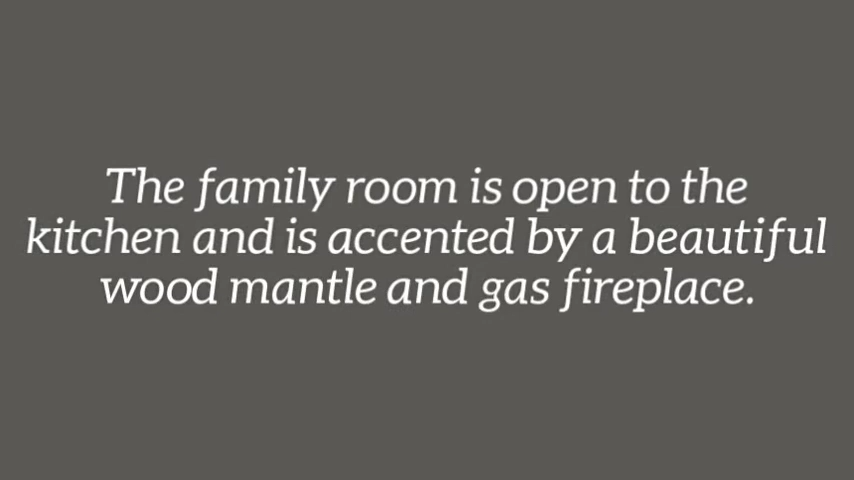 The family room is open to the
kitchen and is accented by a beautiful
wood mantle and gas fireplace.